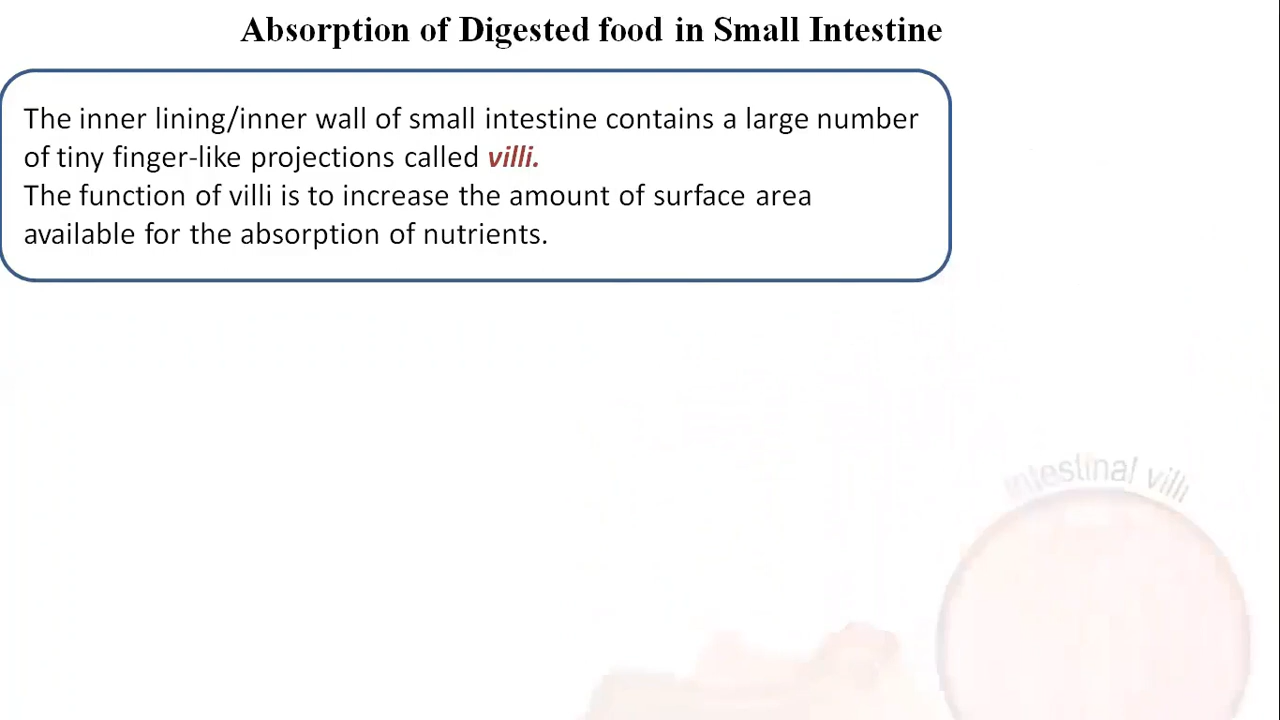 Absorption of Digested food in Small Intestine
The inner lining/inner wall of small intestine contains a large number
of tiny finger-like projections called villi.
The function of villi is to increase the amount of surface area
available for the absorption of nutrients.
intestinal villi